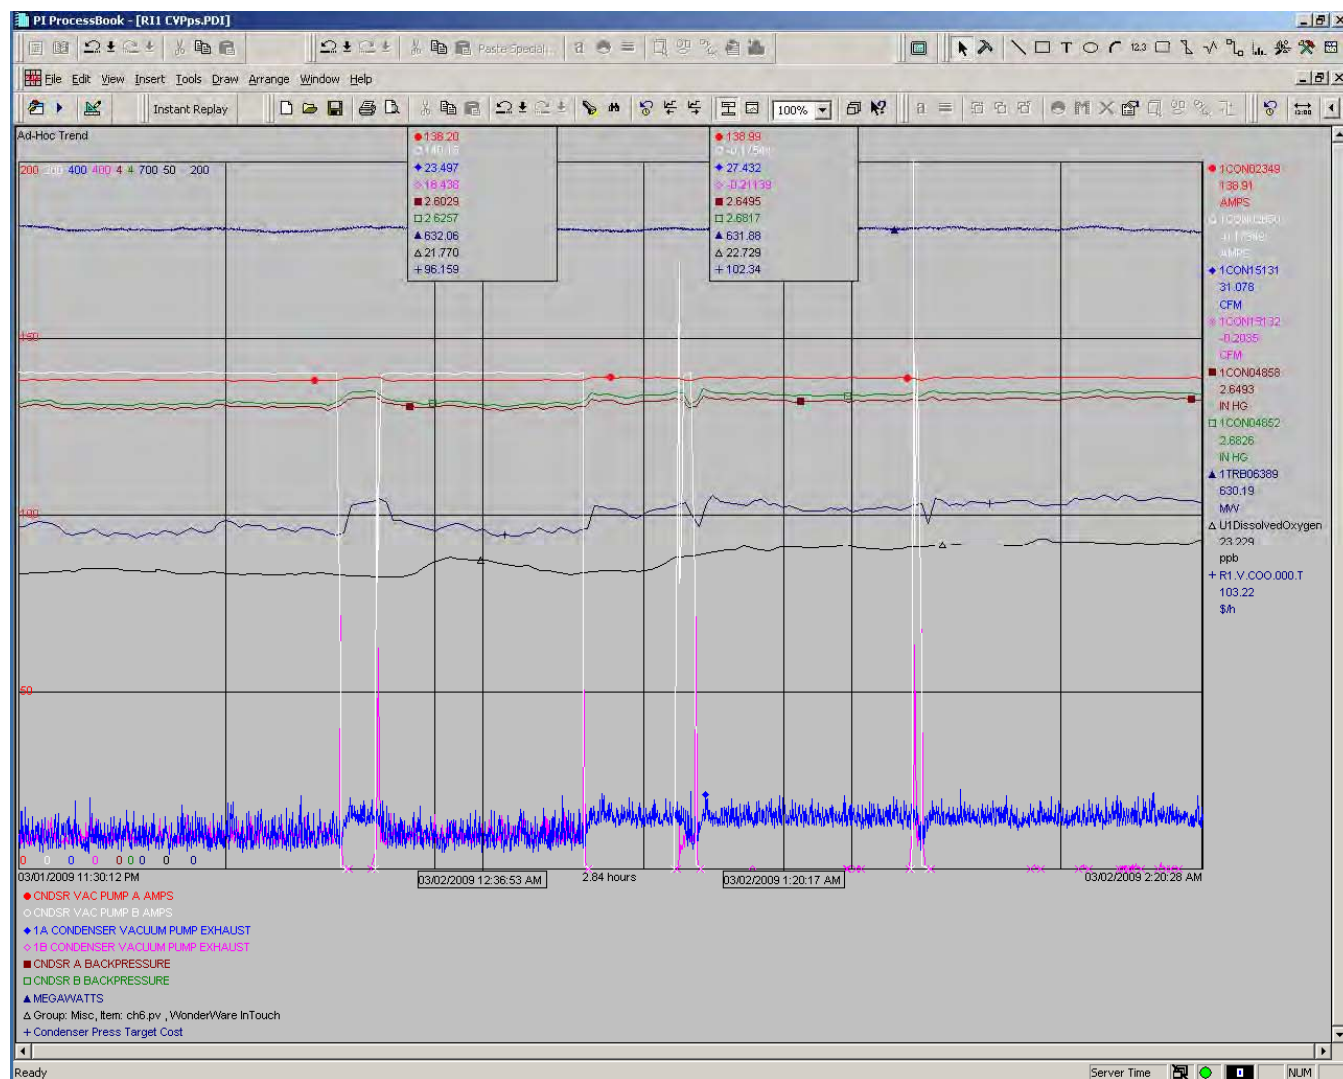 PI ProcessBook - [RI1 CVPps.PDI]
Paste Special...
File Edit View Insert Tools Draw Arrange Window Help
Instant Replay
100%
Ad-Hoc Trend
200 400 400 4 4 700 50 200
150
100
50
0 0 0 0 0 0 0 0 0
138.20
23.497
18.436
2.6029
2.6257
632.06
21.770
96.159
138.99
27.432
-0.21139
2.6495
2.6817
631.88
22.729
102.34
1CON02349
138.91
AMPS
AMPS
1CON15131
31.078
CFM
1CON15132
-0.2035
CFM
1CON04858
2.6493
IN HG
1CON04852
2.6826
IN HG
1TRB06389
630.19
MW
U1DissolvedOxygen
23.229
ppb
R1.V.COO.000.T
103.22
$/h
03/01/2009 11:30:12 PM
03/02/2009 12:36:53 AM
2.84 hours
03/02/2009 1:20:17 AM
03/02/2009 2:20:28 AM
CNDSR VAC PUMP A AMPS
CNDSR VAC PUMP B AMPS
1A CONDENSER VACUUM PUMP EXHAUST
1B CONDENSER VACUUM PUMP EXHAUST
CNDSR A BACKPRESSURE
CNDSR B BACKPRESSURE
MEGAWATTS
Group: Misc, Item: ch6.pv , WonderWare InTouch
Condenser Press Target Cost
Ready
Server Time
0
NUM